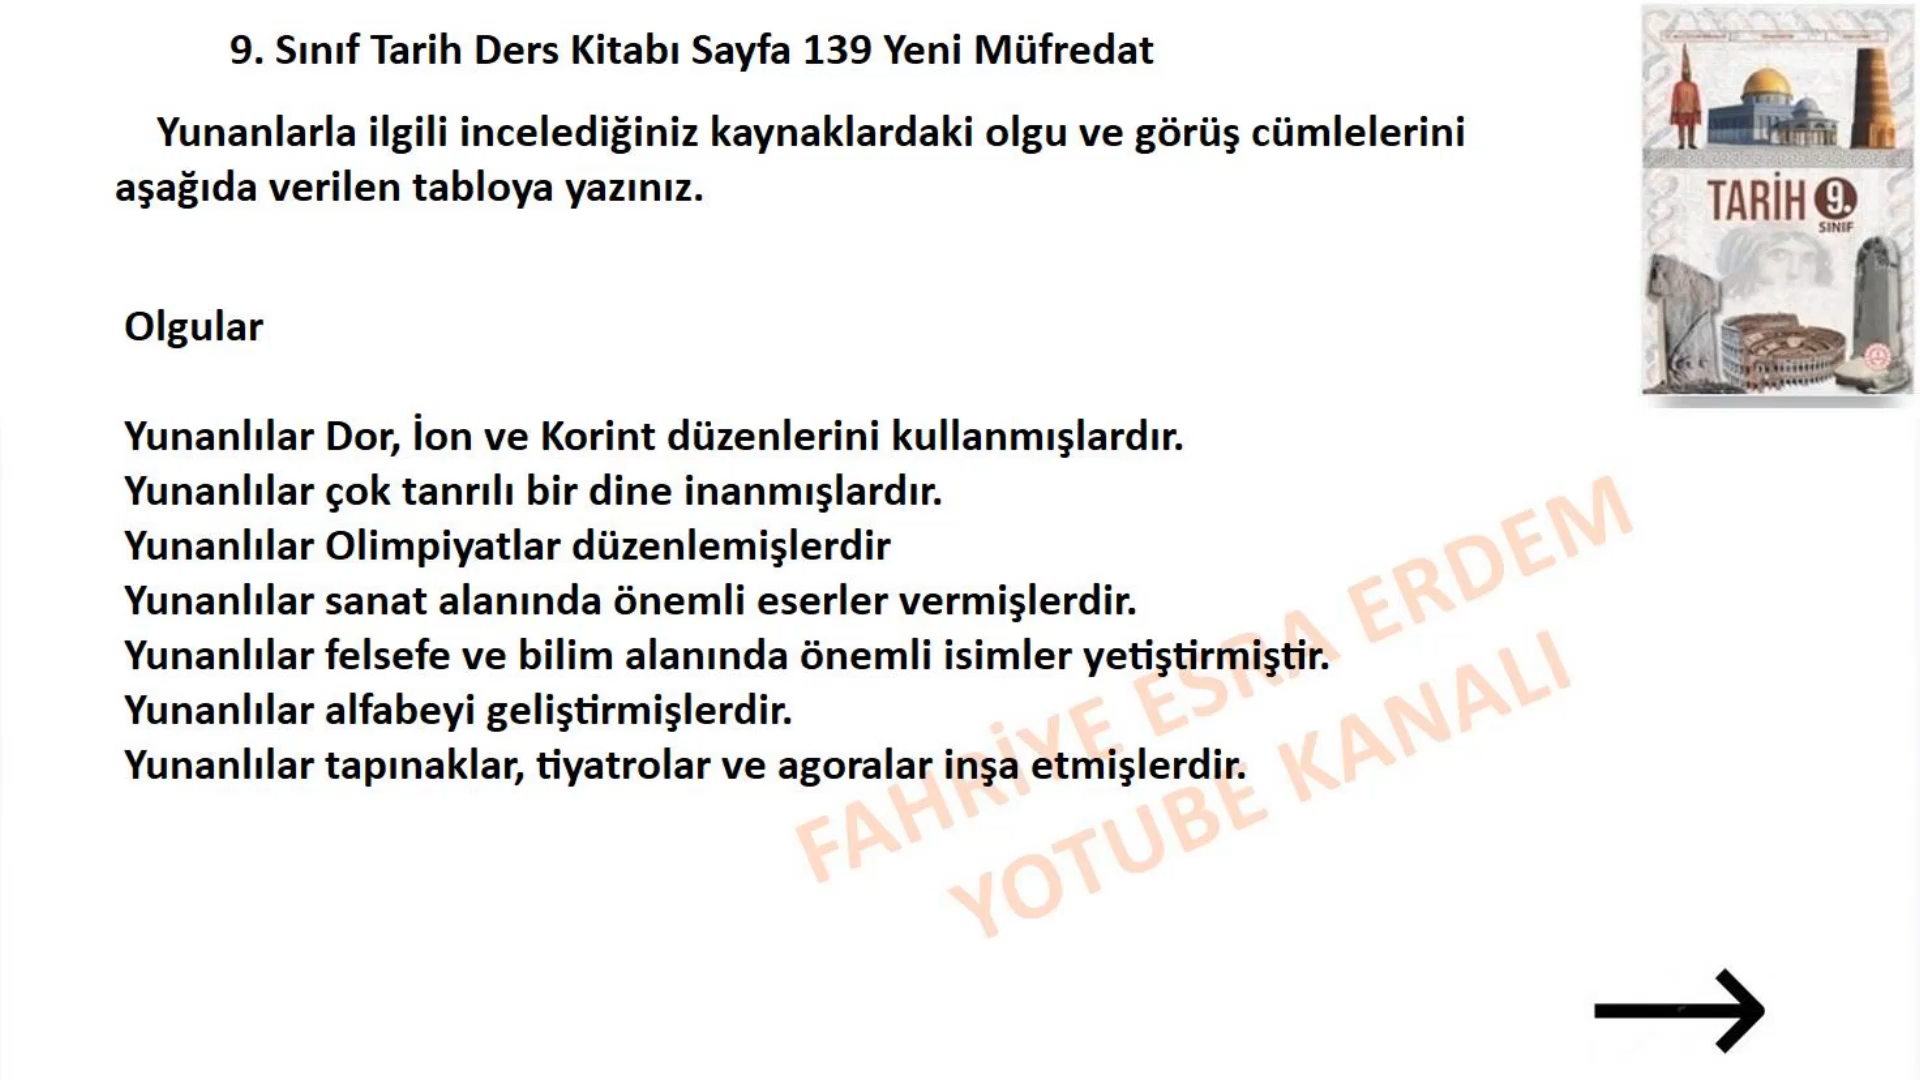 9. Sınıf Tarih Ders Kitabı Sayfa 139 Yeni Müfredat
Yunanlarla ilgili incelediğiniz kaynaklardaki olgu ve görüş cümlelerini
aşağıda verilen tabloya yazınız.
TARİH 9.
SINIF
Olgular
Yunanlılar Dor, İon ve Korint düzenlerini kullanmışlardır.
Yunanlılar çok tanrılı bir dine inanmışlardır.
Yunanlılar Olimpiyatlar düzenlemişlerdir
Yunanlılar sanat alanında önemli eserler vermişlerdir.
Yunanlılar felsefe ve bilim alanında önemli isimler yetiştirmiştir.
Yunanlılar alfabeyi geliştirmişlerdir.
Yunanlılar tapınaklar, tiyatrolar ve agoralar inşa etmişlerdir.
FAHRİYE ESRA ERDEM
YOTUBE KANALI